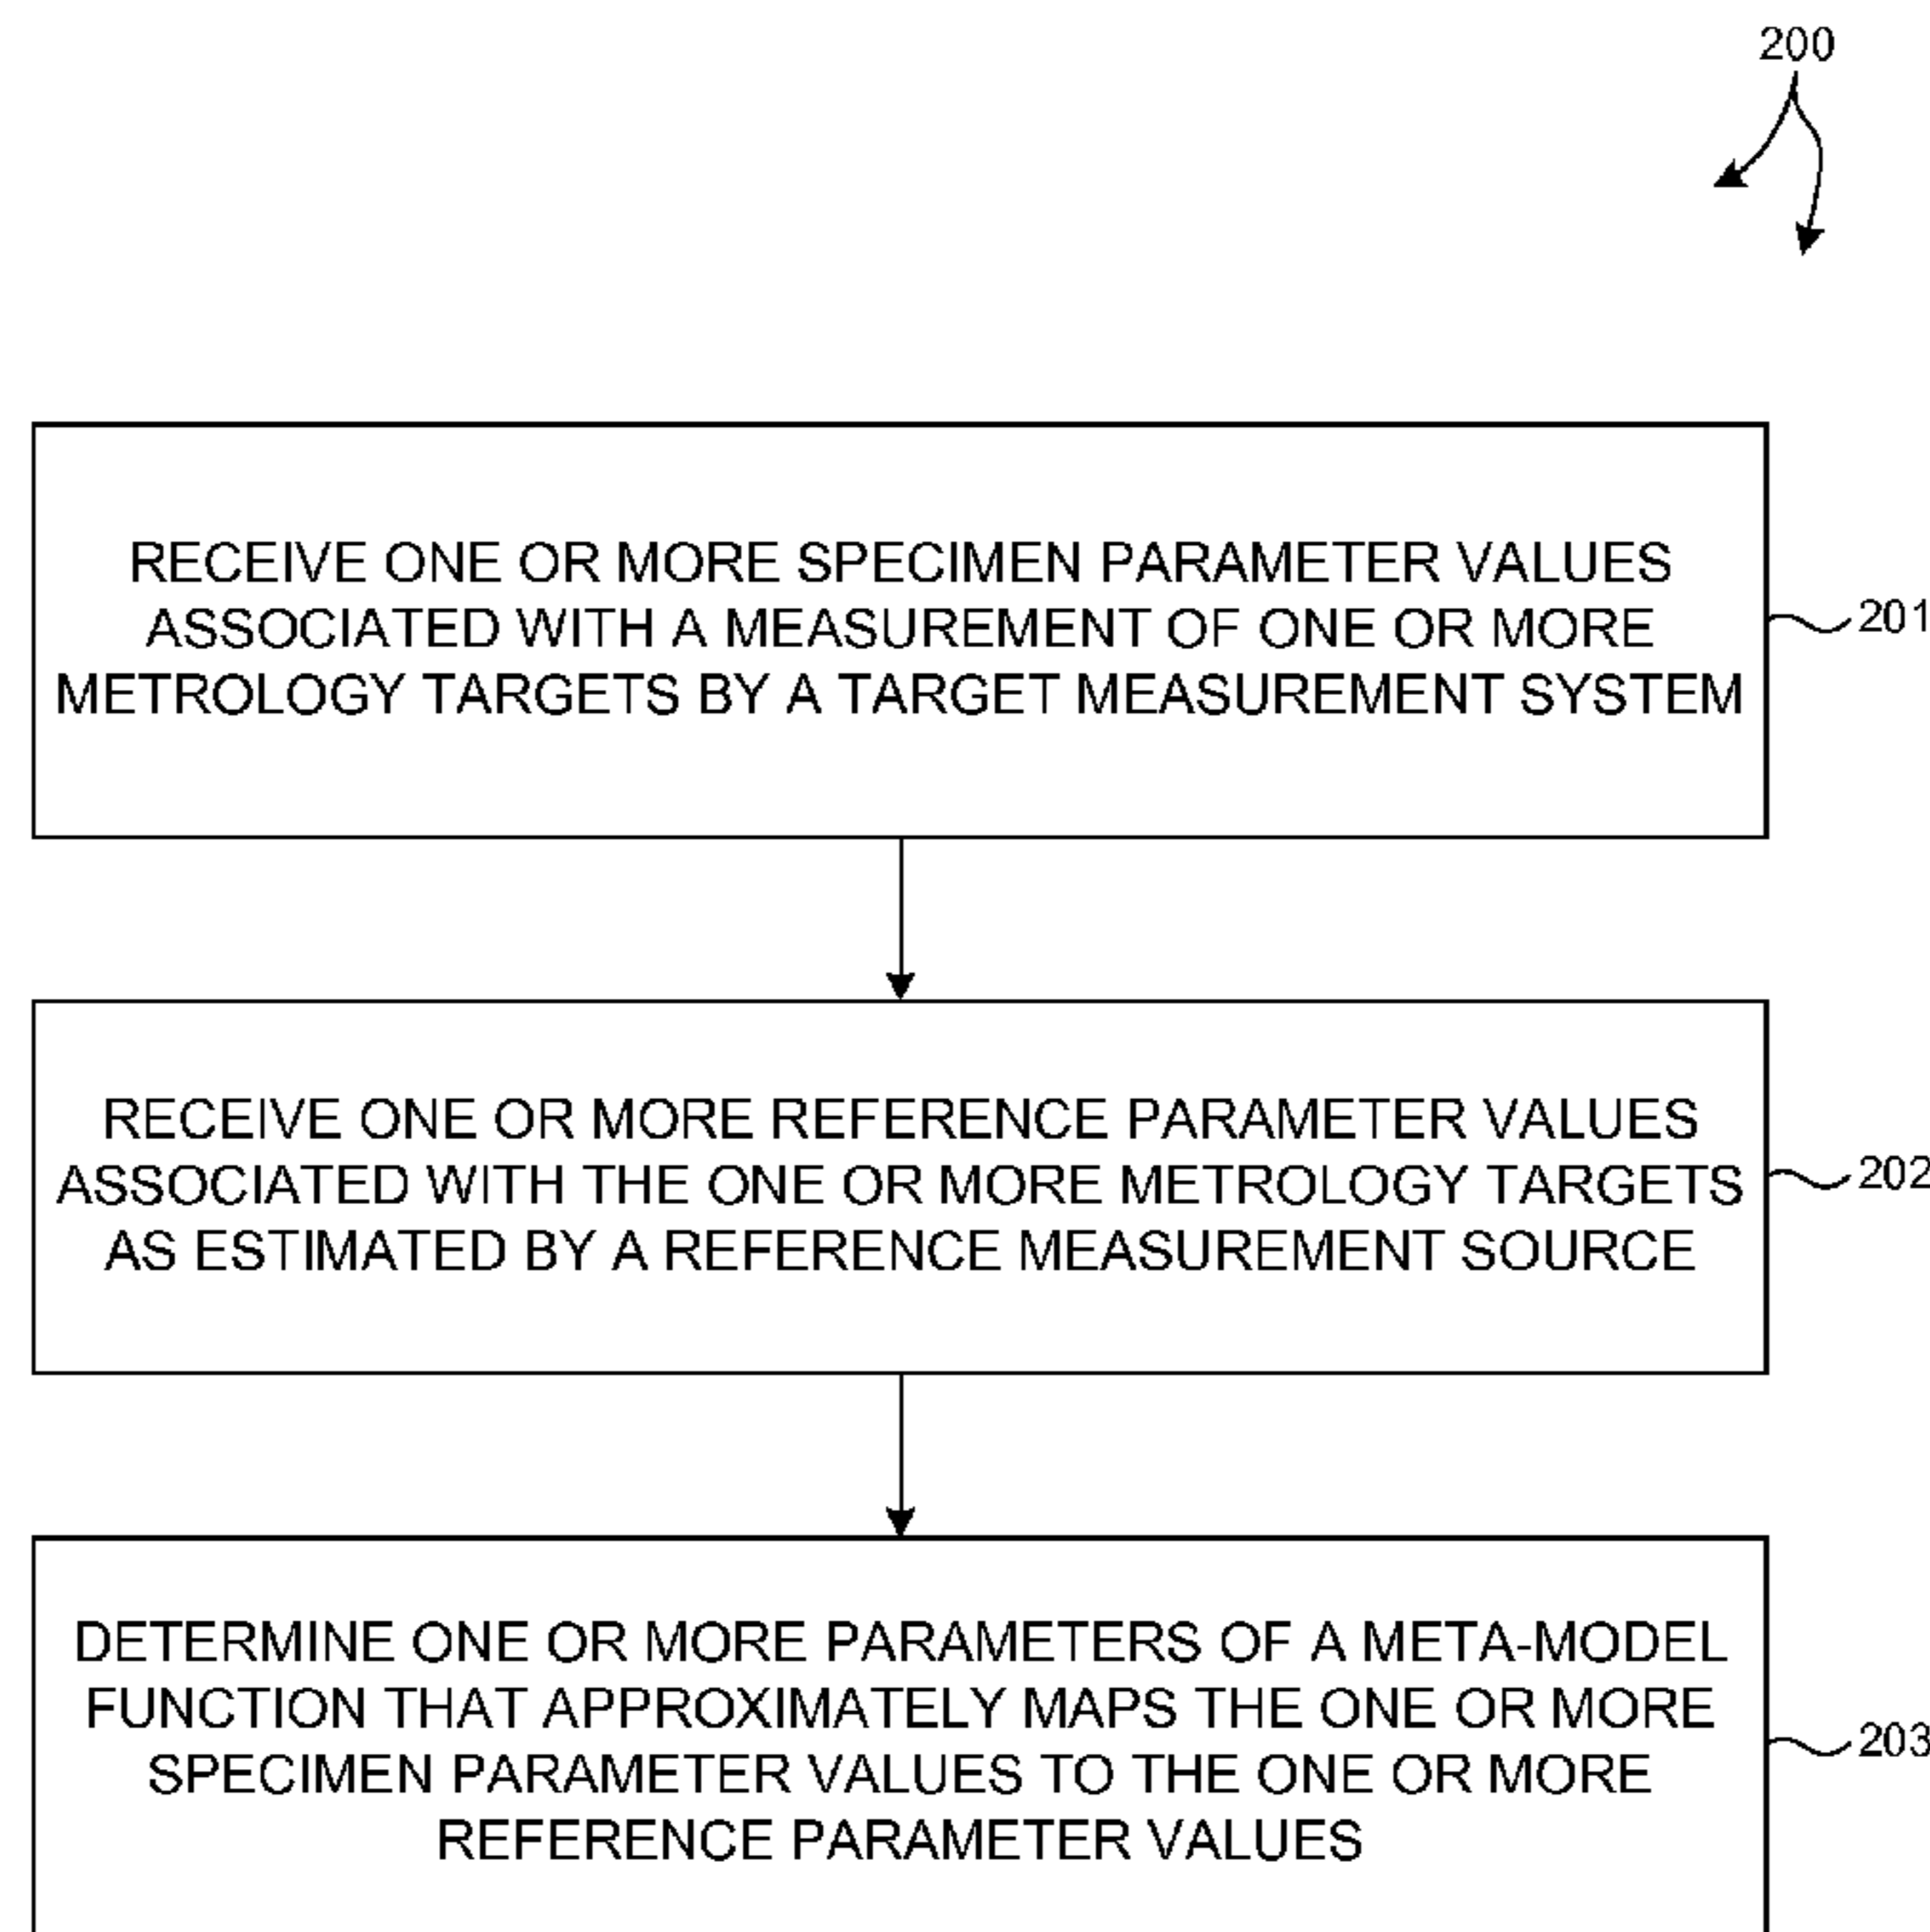 200
RECEIVE ONE OR MORE SPECIMEN PARAMETER VALUES
ASSOCIATED WITH A MEASUREMENT OF ONE OR MORE
METROLOGY TARGETS BY A TARGET MEASUREMENT SYSTEM
201
RECEIVE ONE OR MORE REFERENCE PARAMETER VALUES
ASSOCIATED WITH THE ONE OR MORE METROLOGY TARGETS
AS ESTIMATED BY A REFERENCE MEASUREMENT SOURCE
202
DETERMINE ONE OR MORE PARAMETERS OF A META-MODEL
FUNCTION THAT APPROXIMATELY MAPS THE ONE OR MORE
SPECIMEN PARAMETER VALUES TO THE ONE OR MORE
REFERENCE PARAMETER VALUES
203